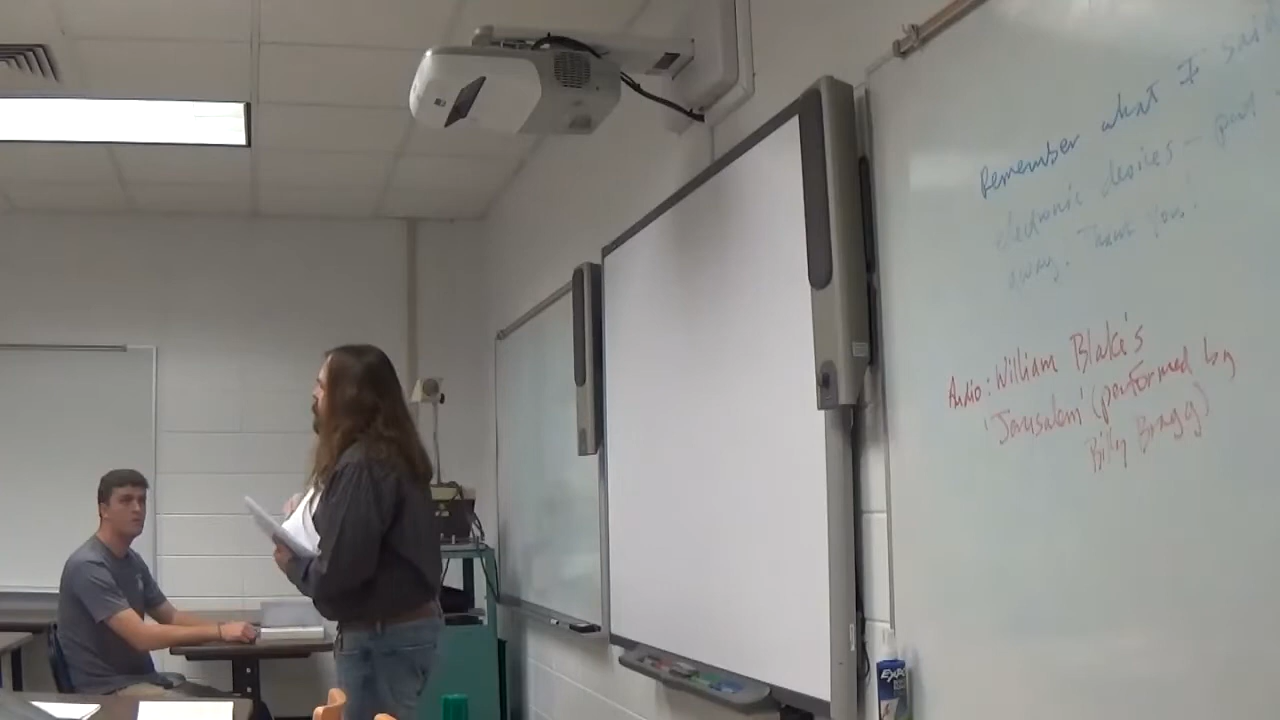 Remember what I said
electronic devices - put
away. Thank you!
Audio: William Blake's
'Jerusalem' (performed by
Billy Bragg)
EXPO